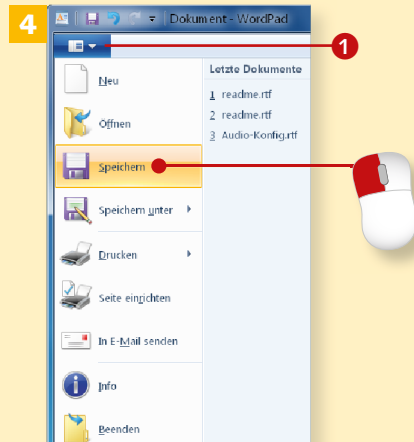 4
Dokument - WordPad
1
Letzte Dokumente
1 readme.rtf
2 readme.rtf
3 Audio-Konfig.rtf
Neu
Öffnen
Speichern
Speichern unter
Drucken
Seite einrichten
In E-Mail senden
Info
Beenden